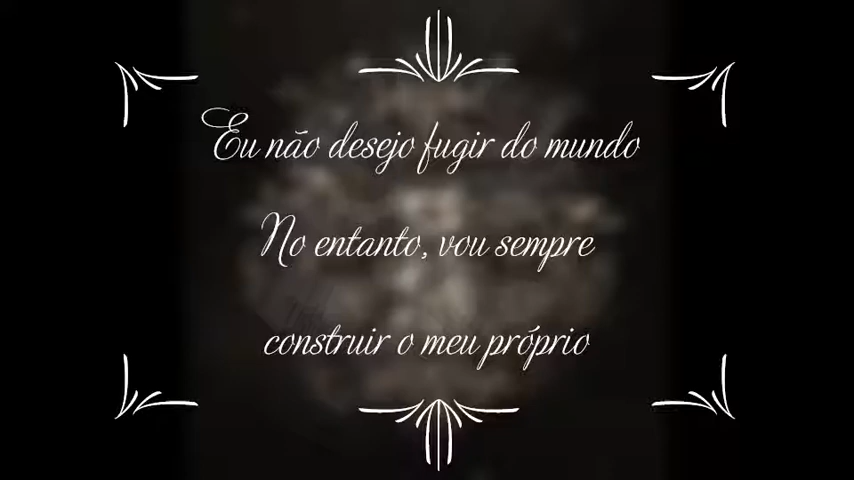 Eu não desejo fugir do mundo
No entanto, vou sempre
construir o meu próprio